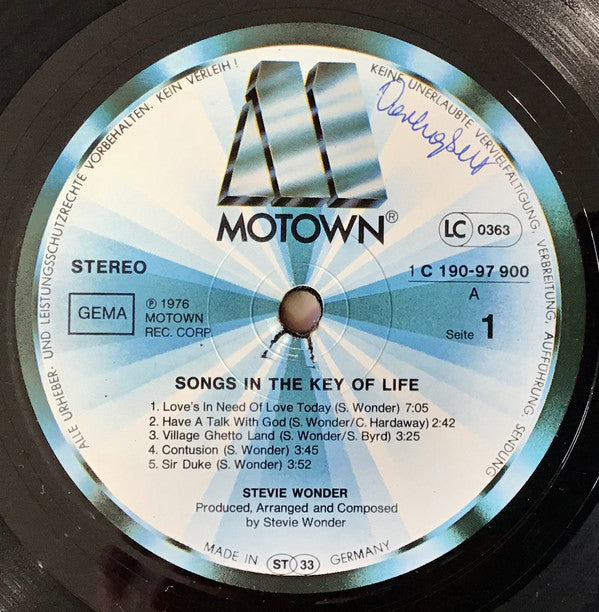 ALLE URHEBER- UND LEISTUNGSSCHUTZRECHTE VORBEHALTEN. KEIN VERLEIH! KEINE UNERLAUBTE VERVIELFÄLTIGUNG, VERBREITUNG, AUFFÜHRUNG, SENDUNG
MOTOWN®
LC 0363
STEREO
1 C 190-97 900
A
GEMA
℗ 1976
MOTOWN
REC. CORP.
Seite 1
SONGS IN THE KEY OF LIFE
1. Love's In Need Of Love Today (S. Wonder) 7:05
2. Have A Talk With God (S. Wonder/C. Hardaway) 2:42
3. Village Ghetto Land (S. Wonder/S. Byrd) 3:25
4. Contusion (S. Wonder) 3:45
5. Sir Duke (S. Wonder) 3:52
STEVIE WONDER
Produced, Arranged and Composed
by Stevie Wonder
MADE IN ST 33 GERMANY